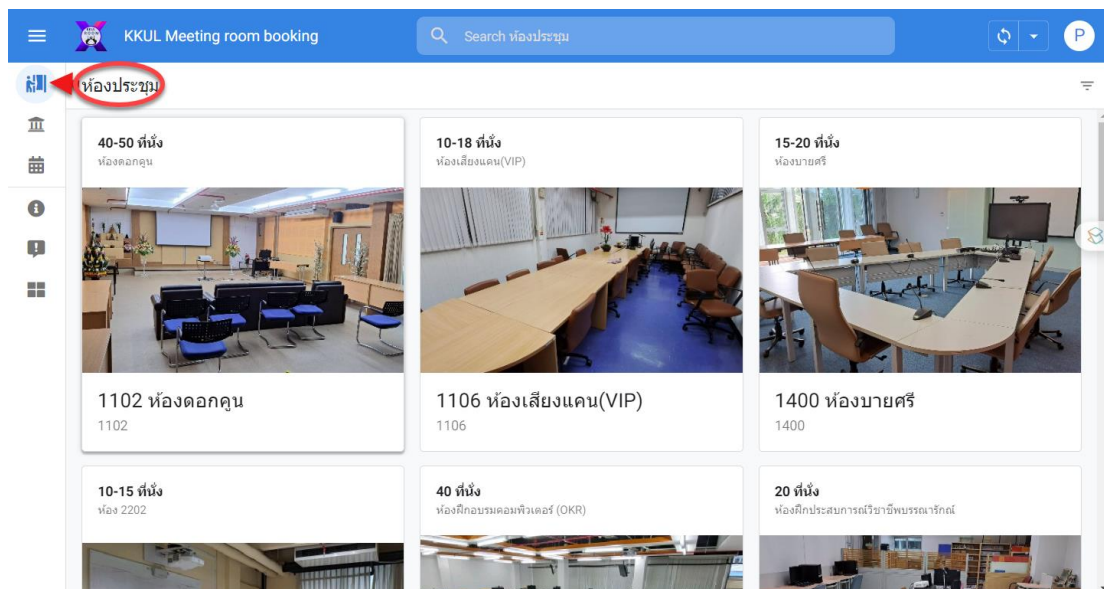 KKUL Meeting room booking
Search ห้องประชุม
P
ห้องประชุม
40-50 ที่นั่ง
ห้องดอกคูน
1102 ห้องดอกคูน
1102
10-18 ที่นั่ง
ห้องเสียงแคน(VIP)
1106 ห้องเสียงแคน(VIP)
1106
15-20 ที่นั่ง
ห้องบายศรี
1400 ห้องบายศรี
1400
10-15 ที่นั่ง
ห้อง 2202
40 ที่นั่ง
ห้องฝึกอบรมคอมพิวเตอร์ (OKR)
20 ที่นั่ง
ห้องฝึกประสบการณ์วิชาชีพบรรณารักณ์